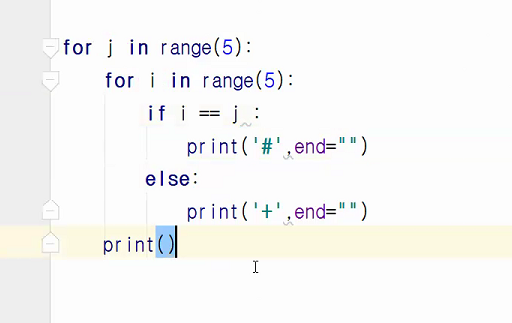 for j in range(5):
    for i in range(5):
        if i == j :
            print('#',end="")
        else:
            print('+',end="")
    print()